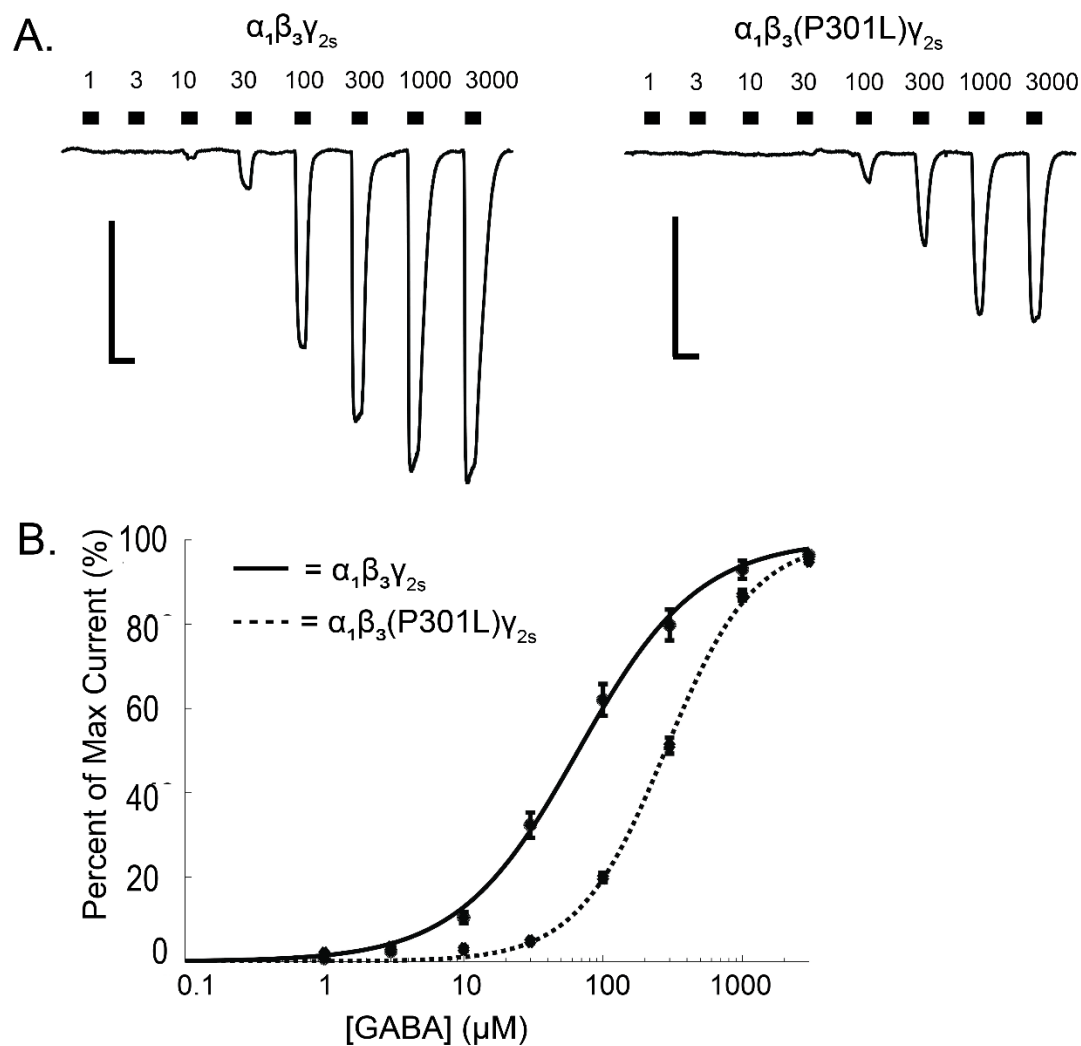 A.
α₁β₃γ₂ₛ
1 3 10 30 100 300 1000 3000
α₁β₃(P301L)γ₂ₛ
1 3 10 30 100 300 1000 3000
B.
Percent of Max Current (%)
100
80
60
40
20
0
= α₁β₃γ₂ₛ
= α₁β₃(P301L)γ₂ₛ
0.1 1 10 100 1000
[GABA] (μM)